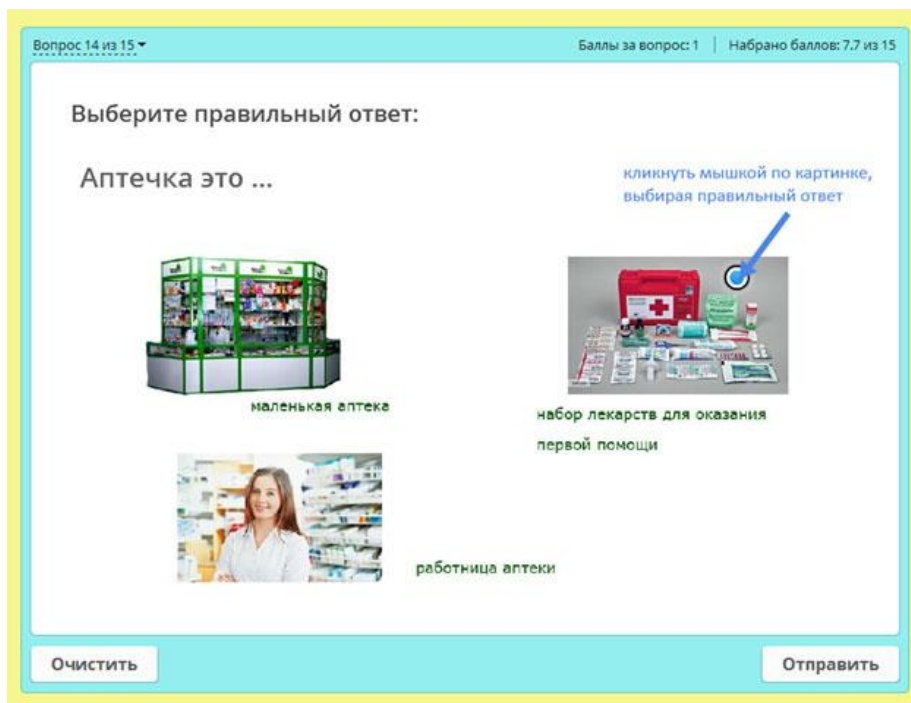 Вопрос 14 из 15
Баллы за вопрос: 1 | Набрано баллов: 7.7 из 15
Выберите правильный ответ:
Аптечка это ...
кликнуть мышкой по картинке,
выбирая правильный ответ
маленькая аптека
набор лекарств для оказания
первой помощи
работница аптеки
Очистить
Отправить